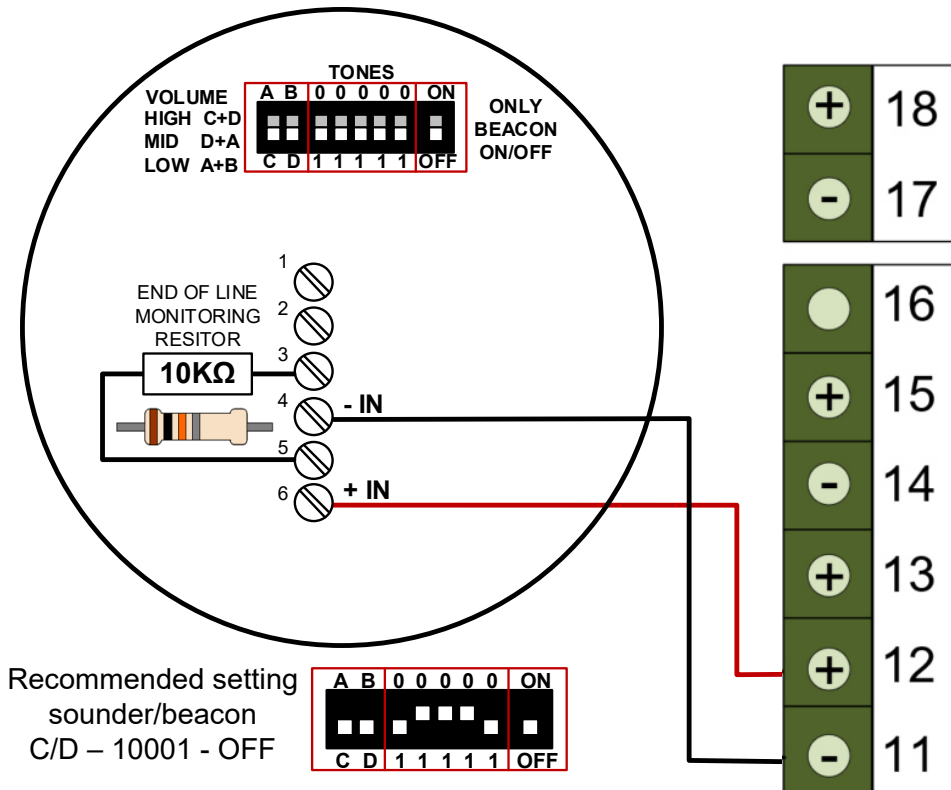 TONES
A B 0 0 0 0 0 ON
VOLUME
HIGH C+D
MID D+A
LOW A+B
C D 1 1 1 1 1 OFF
ONLY
BEACON
ON/OFF
1
END OF LINE
MONITORING
RESITOR
2
3
10KΩ
4
- IN
5
6
+ IN
+ 18
- 17
16
+ 15
- 14
+ 13
+ 12
- 11
Recommended setting
sounder/beacon
C/D – 10001 - OFF
A B 0 0 0 0 0 ON
C D 1 1 1 1 1 OFF